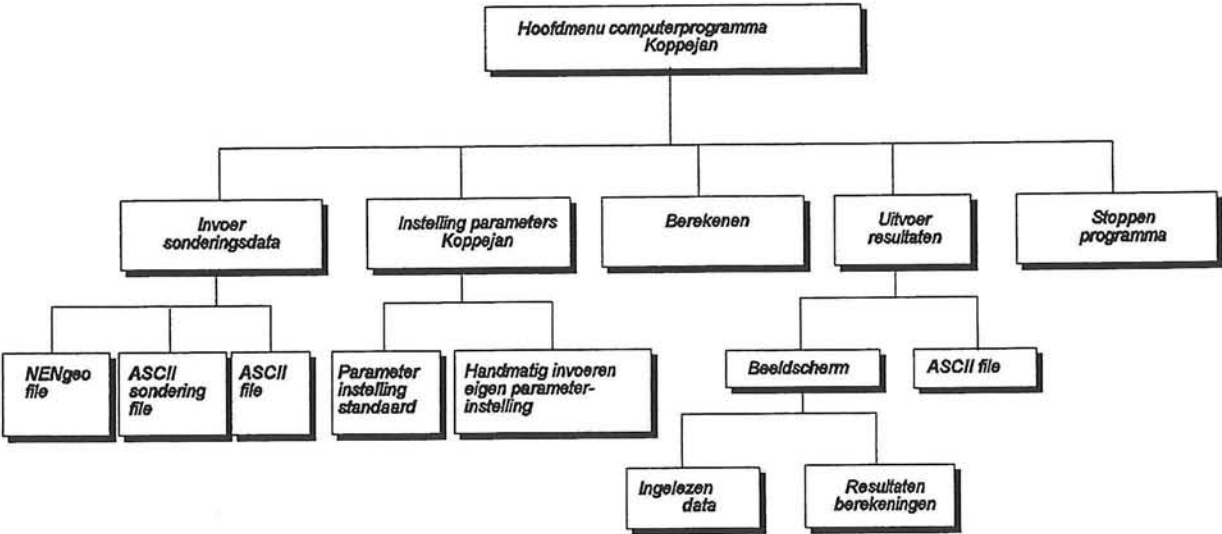 Hoofdmenu computerprogramma
Koppejan
Invoer
sonderingsdata
Instelling parameters
Koppejan
Berekenen
Uitvoer
resultaten
Stoppen
programma
NENgeo
file
ASCII
sondering
file
ASCII
file
Parameter
instelling
standaard
Handmatig invoeren
eigen parameter-
instelling
Beeldscherm
ASCII file
Ingelezen
data
Resultaten
berekeningen